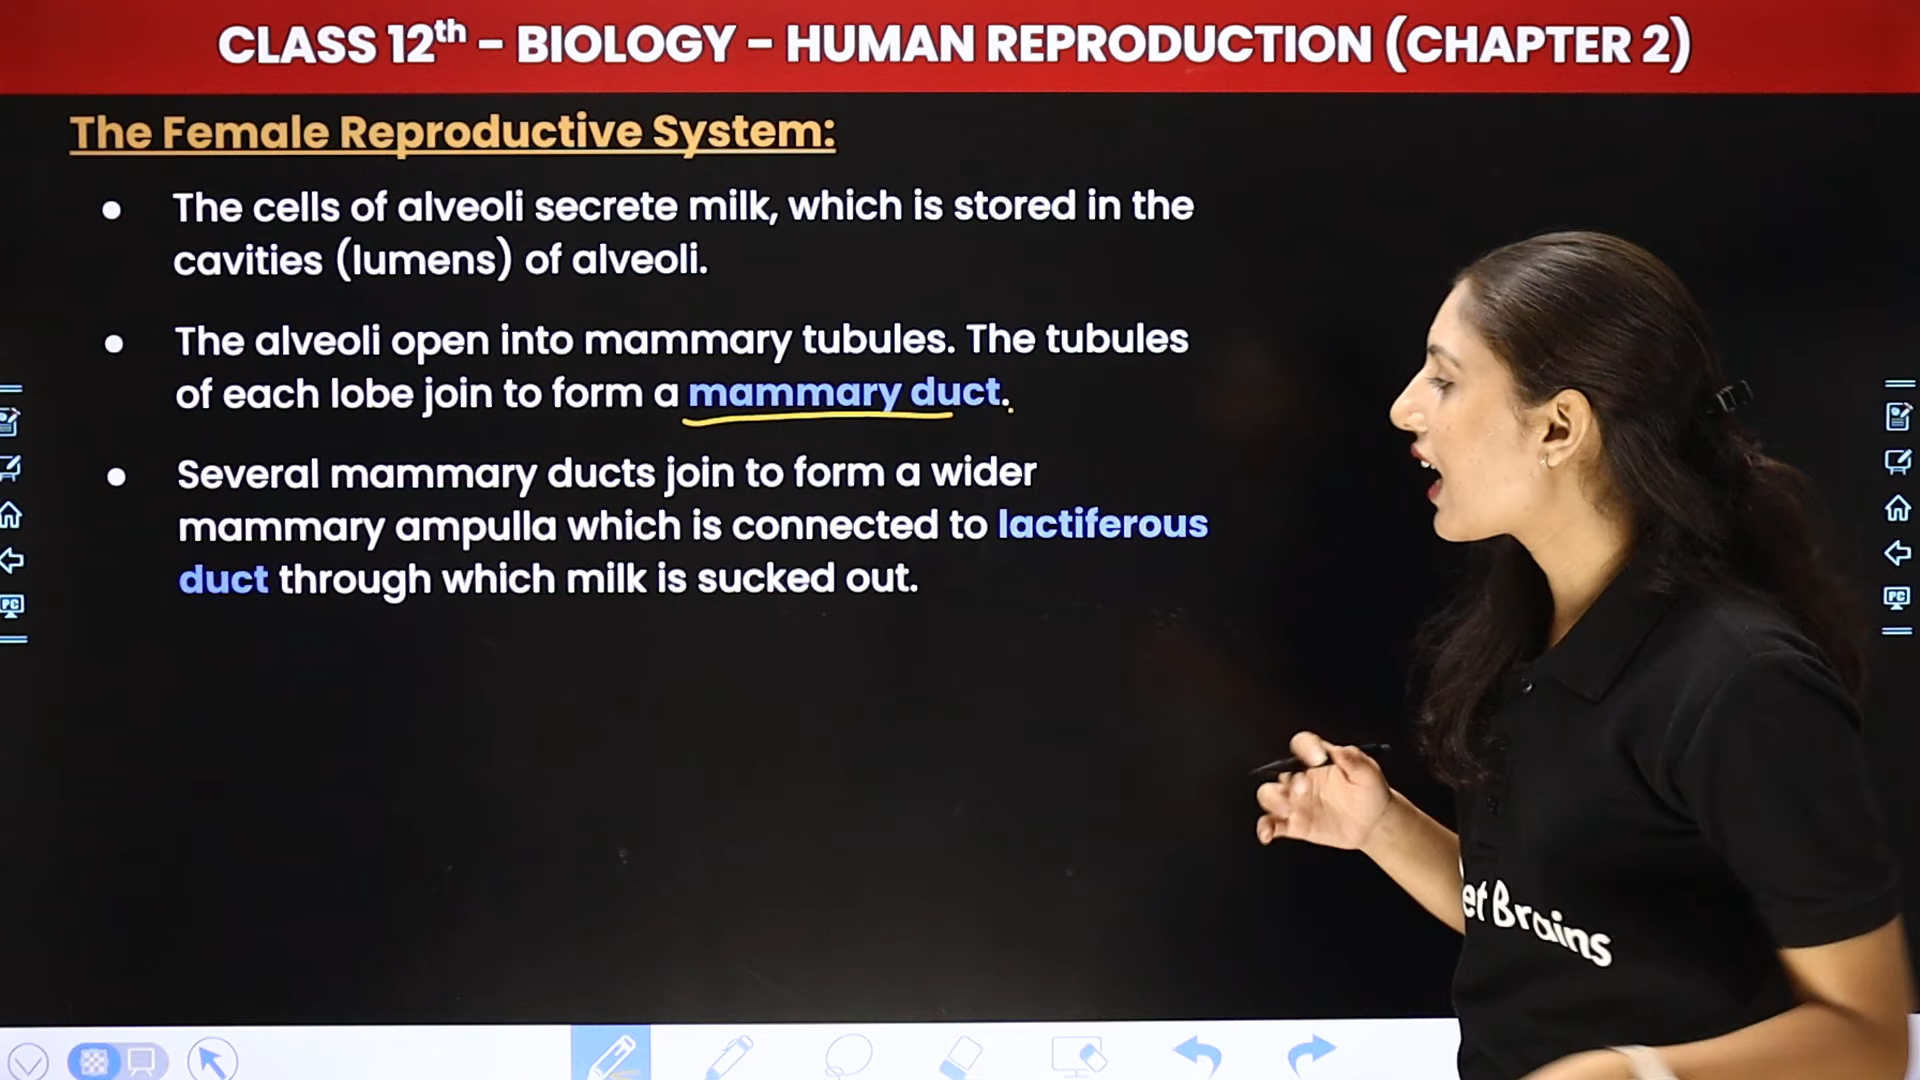 CLASS 12th – BIOLOGY – HUMAN REPRODUCTION (CHAPTER 2)
The Female Reproductive System:
● The cells of alveoli secrete milk, which is stored in the
cavities (lumens) of alveoli.
● The alveoli open into mammary tubules. The tubules
of each lobe join to form a mammary duct.
● Several mammary ducts join to form a wider
mammary ampulla which is connected to lactiferous
duct through which milk is sucked out.
PC
PC
et Brains